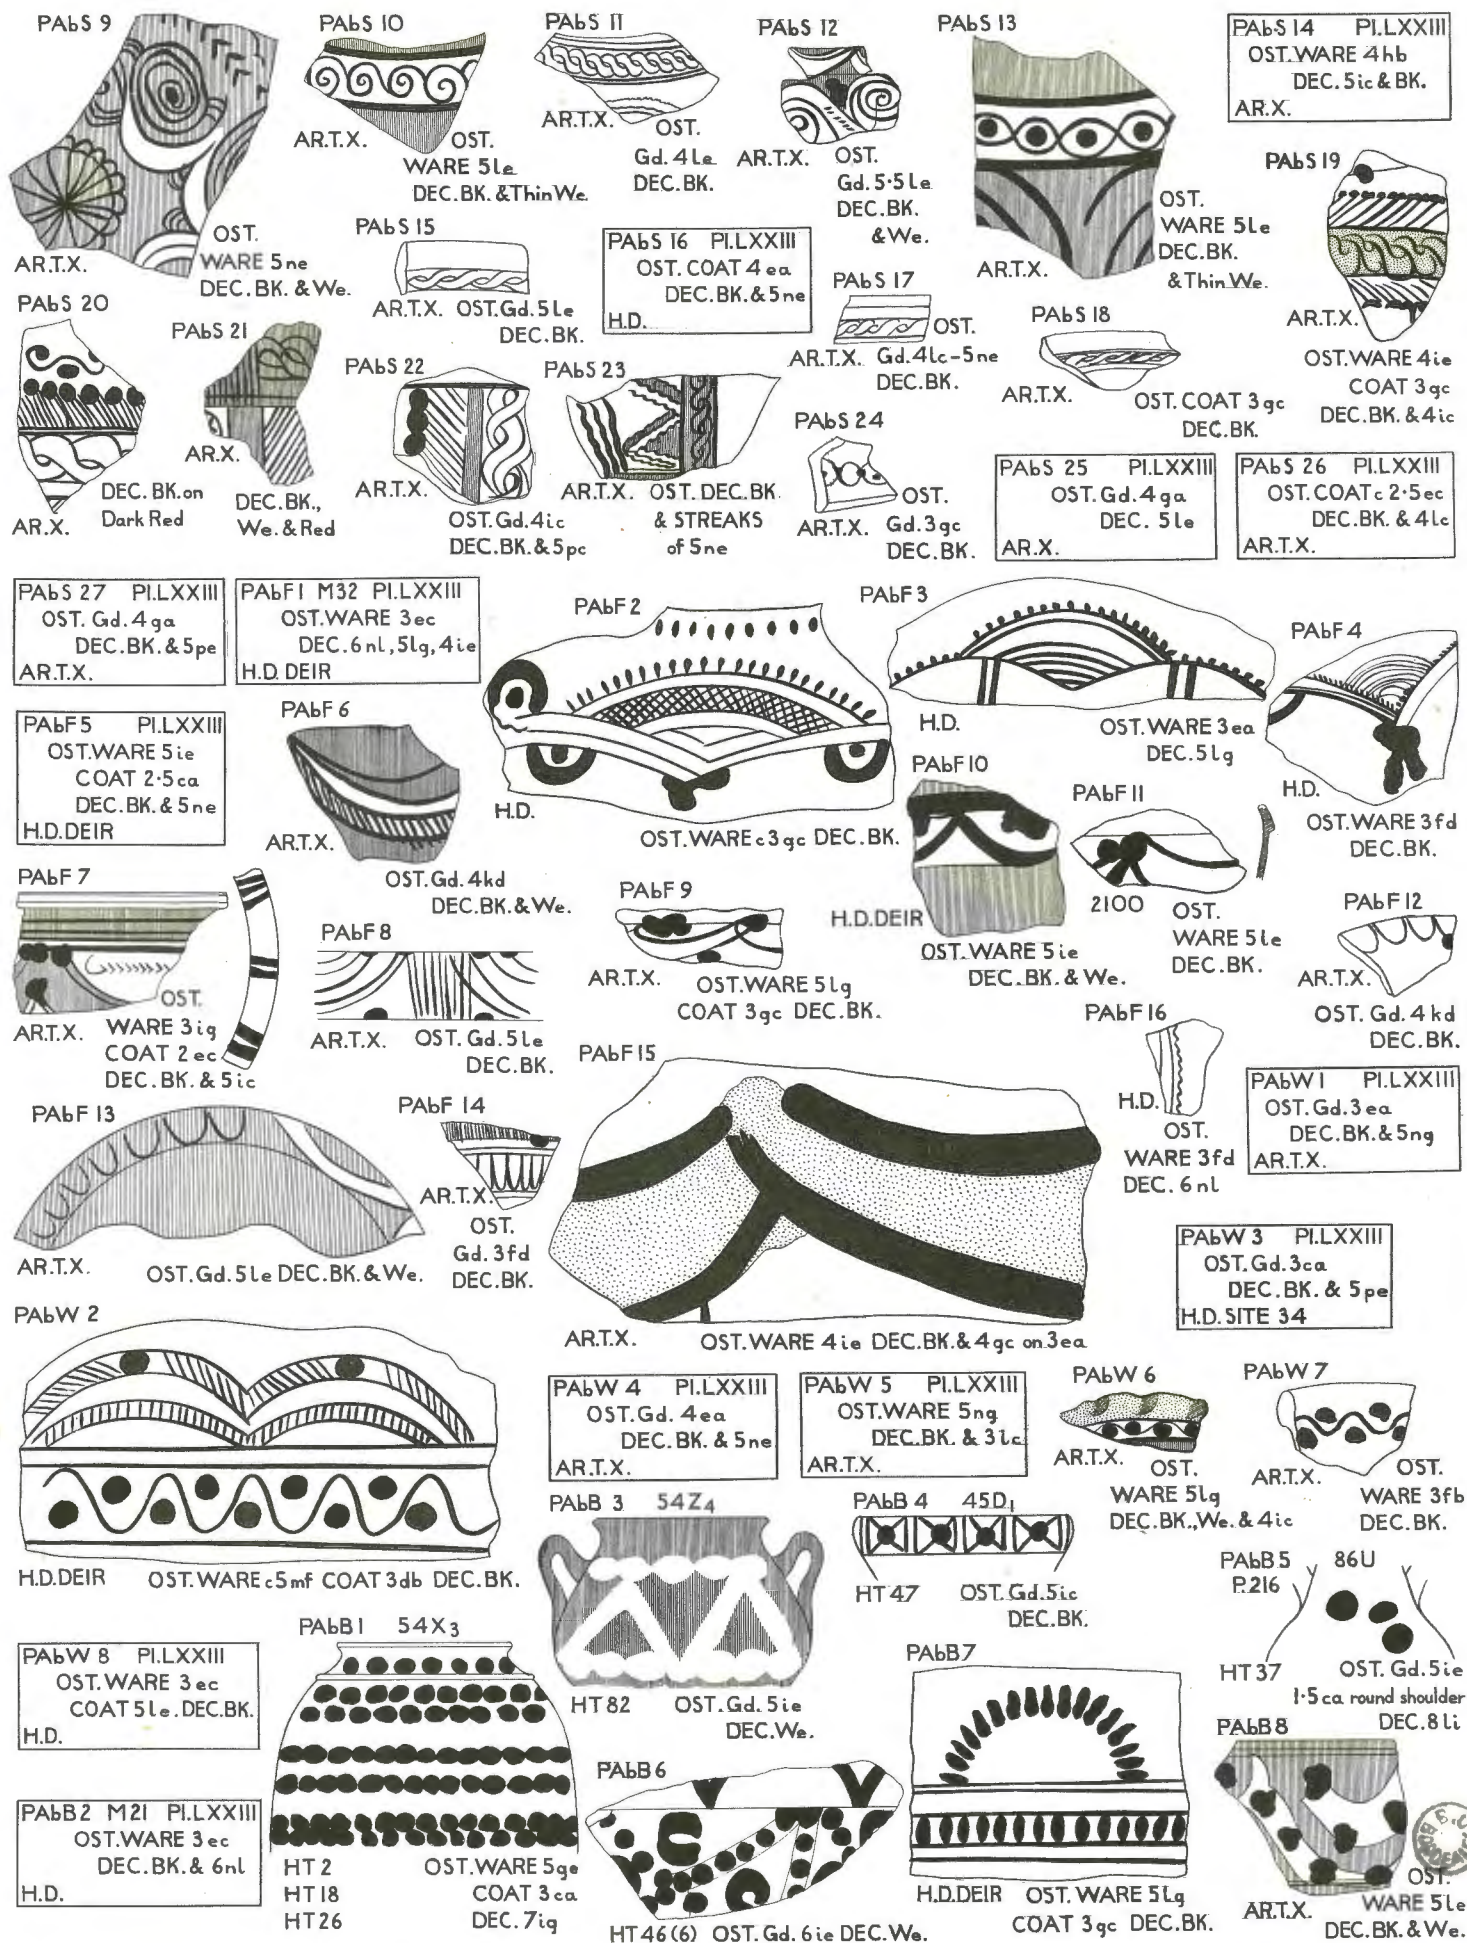 PAbS 9
AR.T.X.
OST.
WARE 5ne
DEC. BK. & We.
PAbS 10
AR.T.X.
OST.
WARE 5le
DEC. BK. & Thin We.
PAbS 11
AR.T.X.
OST.
Gd. 4le
DEC. BK.
PAbS 12
AR.T.X.
OST.
Gd. 5·5le
DEC. BK.
& We.
PAbS 13
AR.T.X.
OST.
WARE 5le
DEC. BK.
& Thin We.
PAbS 14 Pl. LXXIII
OST. WARE 4hb
DEC. 5ic & BK.
AR.X.
PAbS 15
AR.T.X. OST. Gd. 5le
DEC. BK.
PAbS 16 Pl. LXXIII
OST. COAT 4ea
DEC. BK. & 5ne
H.D.
PAbS 17
OST.
AR.T.X. Gd. 4lc-5ne
DEC. BK.
PAbS 18
AR.T.X.
OST. COAT 3gc
DEC. BK.
PAbS 19
AR.T.X.
OST. WARE 4ie
COAT 3gc
DEC. BK. & 4ic
PAbS 20
AR.X.
DEC. BK. on
Dark Red
PAbS 21
AR.X.
DEC. BK.,
We. & Red
PAbS 22
AR.T.X.
OST. Gd. 4ic
DEC. BK. & 5pc
PAbS 23
AR.T.X. OST. DEC. BK.
& STREAKS
of 5ne
PAbS 24
AR.T.X.
OST.
Gd. 3gc
DEC. BK.
PAbS 25 Pl. LXXIII
OST. Gd. 4ga
DEC. 5le
AR.X.
PAbS 26 Pl. LXXIII
OST. COAT c 2·5ec
DEC. BK. & 4lc
AR.T.X.
PAbS 27 Pl. LXXIII
OST. Gd. 4ga
DEC. BK. & 5pe
AR.T.X.
PAbF 1 M32 Pl. LXXIII
OST. WARE 3ec
DEC. 6nl, 5lg, 4ie
H.D. DEIR
PAbF 2
H.D.
OST. WARE c 3gc DEC. BK.
PAbF 3
H.D.
OST. WARE 3ea
DEC. 5lg
PAbF 4
H.D.
OST. WARE 3fd
DEC. BK.
PAbF 5 Pl. LXXIII
OST. WARE 5ie
COAT 2·5ca
DEC. BK. & 5ne
H.D. DEIR
PAbF 6
AR.T.X.
OST. Gd. 4kd
DEC. BK. & We.
PAbF 7
OST.
AR.T.X. WARE 3ig
COAT 2ec
DEC. BK. & 5ic
PAbF 8
AR.T.X. OST. Gd. 5le
DEC. BK.
PAbF 9
AR.T.X. OST. WARE 5lg
COAT 3gc DEC. BK.
PAbF 10
H.D. DEIR
OST. WARE 5ie
DEC. BK. & We.
PAbF 11
2100
OST.
WARE 5le
DEC. BK.
PAbF 12
AR.T.X.
OST. Gd. 4kd
DEC. BK.
PAbF 13
AR.T.X. OST. Gd. 5le DEC. BK. & We.
PAbF 14
AR.T.X.
OST.
Gd. 3fd
DEC. BK.
PAbF 15
AR.T.X. OST. WARE 4ie DEC. BK. & 4gc on 3ea
PAbF 16
H.D.
OST.
WARE 3fd
DEC. 6nl
PAbW 1 Pl. LXXIII
OST. Gd. 3ea
DEC. BK. & 5ng
AR.T.X.
PAbW 2
H.D. DEIR OST. WARE c 5mf COAT 3db DEC. BK.
PAbW 3 Pl. LXXIII
OST. Gd. 3ca
DEC. BK. & 5pe
H.D. SITE 34
PAbW 4 Pl. LXXIII
OST. Gd. 4ea
DEC. BK. & 5ne
AR.T.X.
PAbW 5 Pl. LXXIII
OST. WARE 5ng
DEC. BK. & 3lc
AR.T.X.
PAbW 6
AR.T.X. OST.
WARE 5lg
DEC. BK., We. & 4ic
PAbW 7
AR.T.X. OST.
WARE 3fb
DEC. BK.
PAbW 8 Pl. LXXIII
OST. WARE 3ec
COAT 5le. DEC. BK.
H.D.
PAbB 1 54X3
HT 2 OST. WARE 5ge
HT 18 COAT 3ca
HT 26 DEC. 7ig
PAbB 2 M21 Pl. LXXIII
OST. WARE 3ec
DEC. BK. & 6nl
H.D.
PAbB 3 54Z4
HT 82 OST. Gd. 5ie
DEC. We.
PAbB 4 45D1
HT 47 OST. Gd. 5ic
DEC. BK.
PAbB 5 86U
P. 216
HT 37 OST. Gd. 5ie
1·5ca round shoulder
DEC. 8li
PAbB 6
HT 46 (6) OST. Gd. 6ie DEC. We.
PAbB 7
H.D. DEIR OST. WARE 5lg
COAT 3gc DEC. BK.
PAbB 8
AR.T.X. OST.
WARE 5le
DEC. BK. & We.